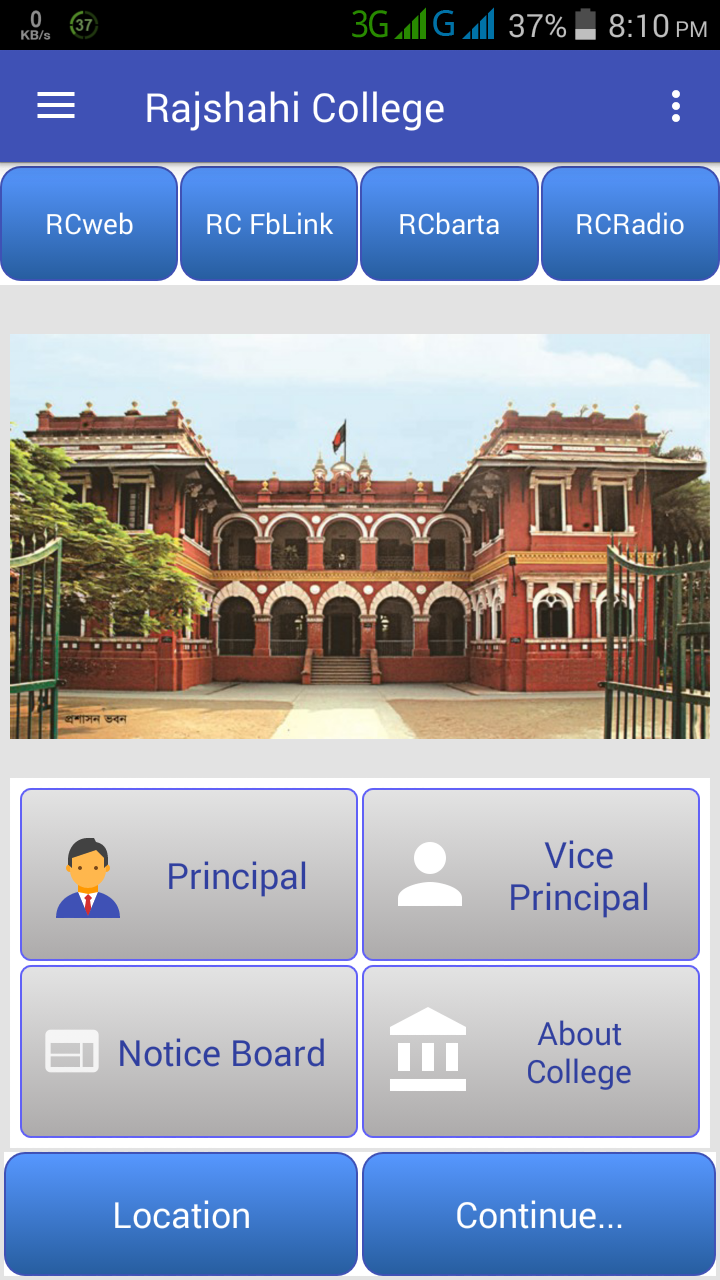 0
KB/s
37
3G
G
37%
8:10 PM
Rajshahi College
RCweb
RC FbLink
RCbarta
RCRadio
প্রশাসন ভবন
Principal
Vice
Principal
Notice Board
About
College
Location
Continue...